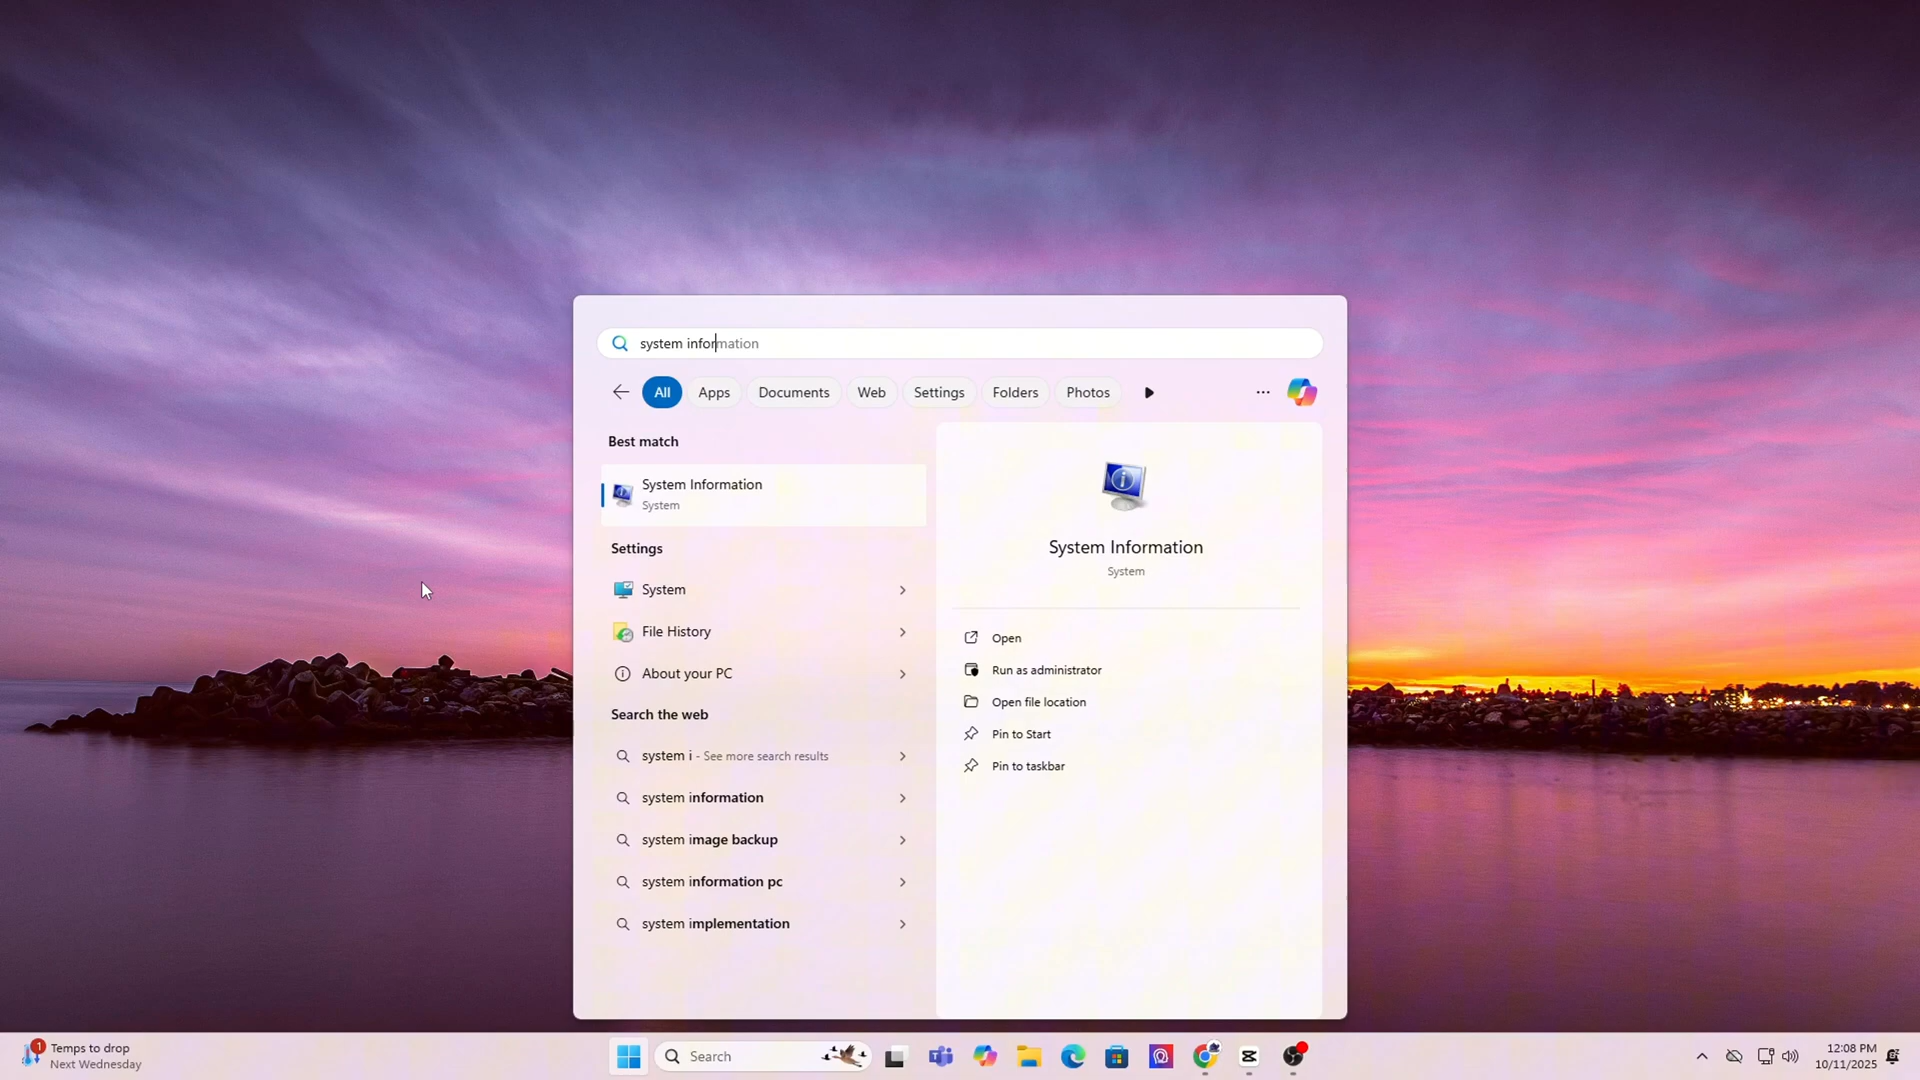 system information
All
Apps
Documents
Web
Settings
Folders
Photos
Best match
System Information
System
Settings
System
File History
About your PC
Search the web
system i - See more search results
system information
system image backup
system information pc
system implementation
System Information
System
Open
Run as administrator
Open file location
Pin to Start
Pin to taskbar
1
Temps to drop
Next Wednesday
Search
12:08 PM
10/11/2025